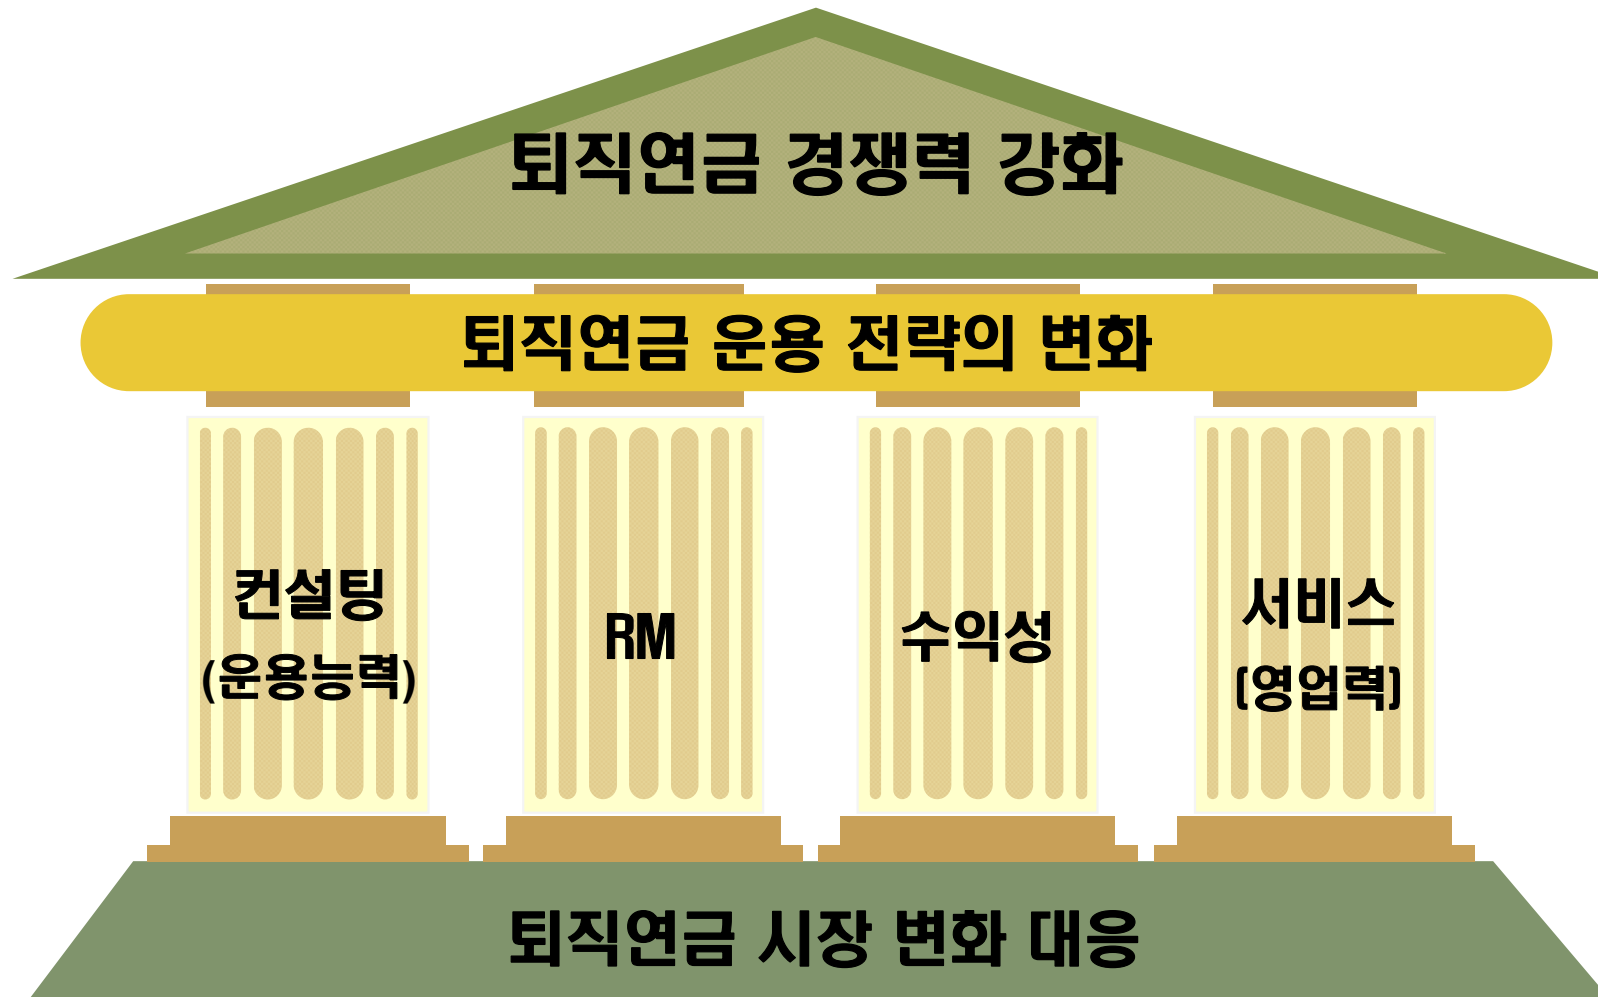 퇴직연금 경쟁력 강화
퇴직연금 운용 전략의 변화
컨설팅
(운용능력)
RM
수익성
서비스
(영업력)
퇴직연금 시장 변화 대응